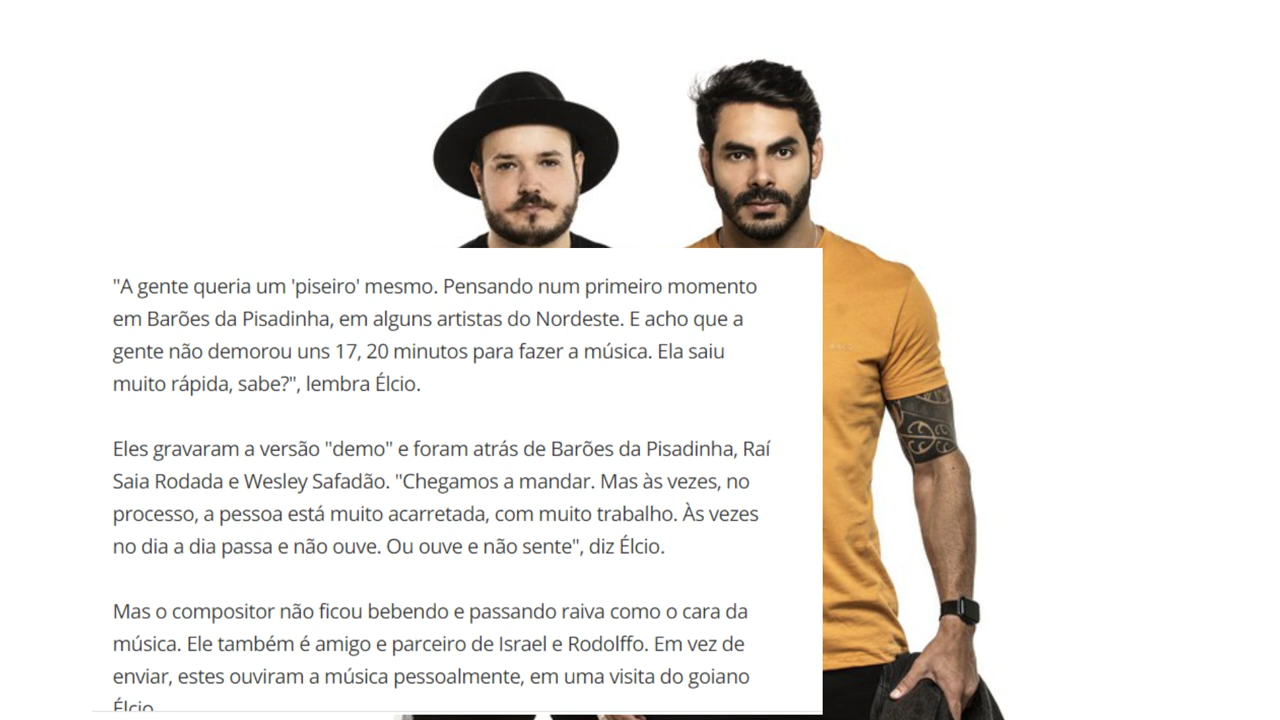 "A gente queria um 'piseiro' mesmo. Pensando num primeiro momento
em Barões da Pisadinha, em alguns artistas do Nordeste. E acho que a
gente não demorou uns 17, 20 minutos para fazer a música. Ela saiu
muito rápida, sabe?", lembra Élcio.
Eles gravaram a versão "demo" e foram atrás de Barões da Pisadinha, Raí
Saia Rodada e Wesley Safadão. "Chegamos a mandar. Mas às vezes, no
processo, a pessoa está muito acarretada, com muito trabalho. Às vezes
no dia a dia passa e não ouve. Ou ouve e não sente", diz Élcio.
Mas o compositor não ficou bebendo e passando raiva como o cara da
música. Ele também é amigo e parceiro de Israel e Rodolffo. Em vez de
enviar, estes ouviram a música pessoalmente, em uma visita do goiano
Élcio